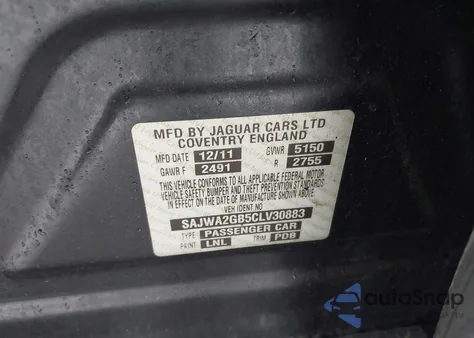 MFD BY JAGUAR CARS LTD
COVENTRY ENGLAND
MFD DATE 12/11 GVWR 5150
GAWR F 2491 R 2755
THIS VEHICLE CONFORMS TO ALL APPLICABLE FEDERAL MOTOR
VEHICLE SAFETY BUMPER AND THEFT PREVENTION STANDARDS
IN EFFECT ON THE DATE OF MANUFACTURE SHOWN ABOVE
VEH IDENT NO
SAJWA2GB5CLV30883
TYPE PASSENGER CAR
PAINT LNL TRIM PDB
autoSnap